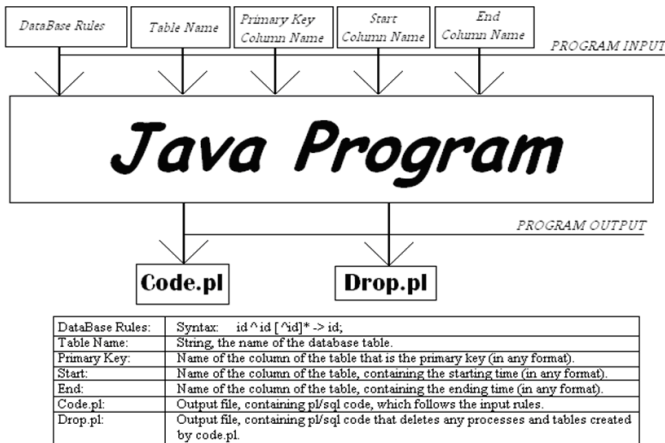 DataBase Rules
Table Name
Primary Key
Column Name
Start
Column Name
End
Column Name
PROGRAM INPUT
Java Program
PROGRAM OUTPUT
Code.pl
Drop.pl
DataBase Rules: Syntax: id ^ id [ ^id]* -> id;
Table Name: String, the name of the database table.
Primary Key: Name of the column of the table that is the primary key (in any format).
Start: Name of the column of the table, containing the starting time (in any format).
End: Name of the column of the table, containing the ending time (in any format).
Code.pl: Output file, containing pl/sql code, which follows the input rules.
Drop.pl: Output file, containing pl/sql code that deletes any processes and tables created
by code.pl.